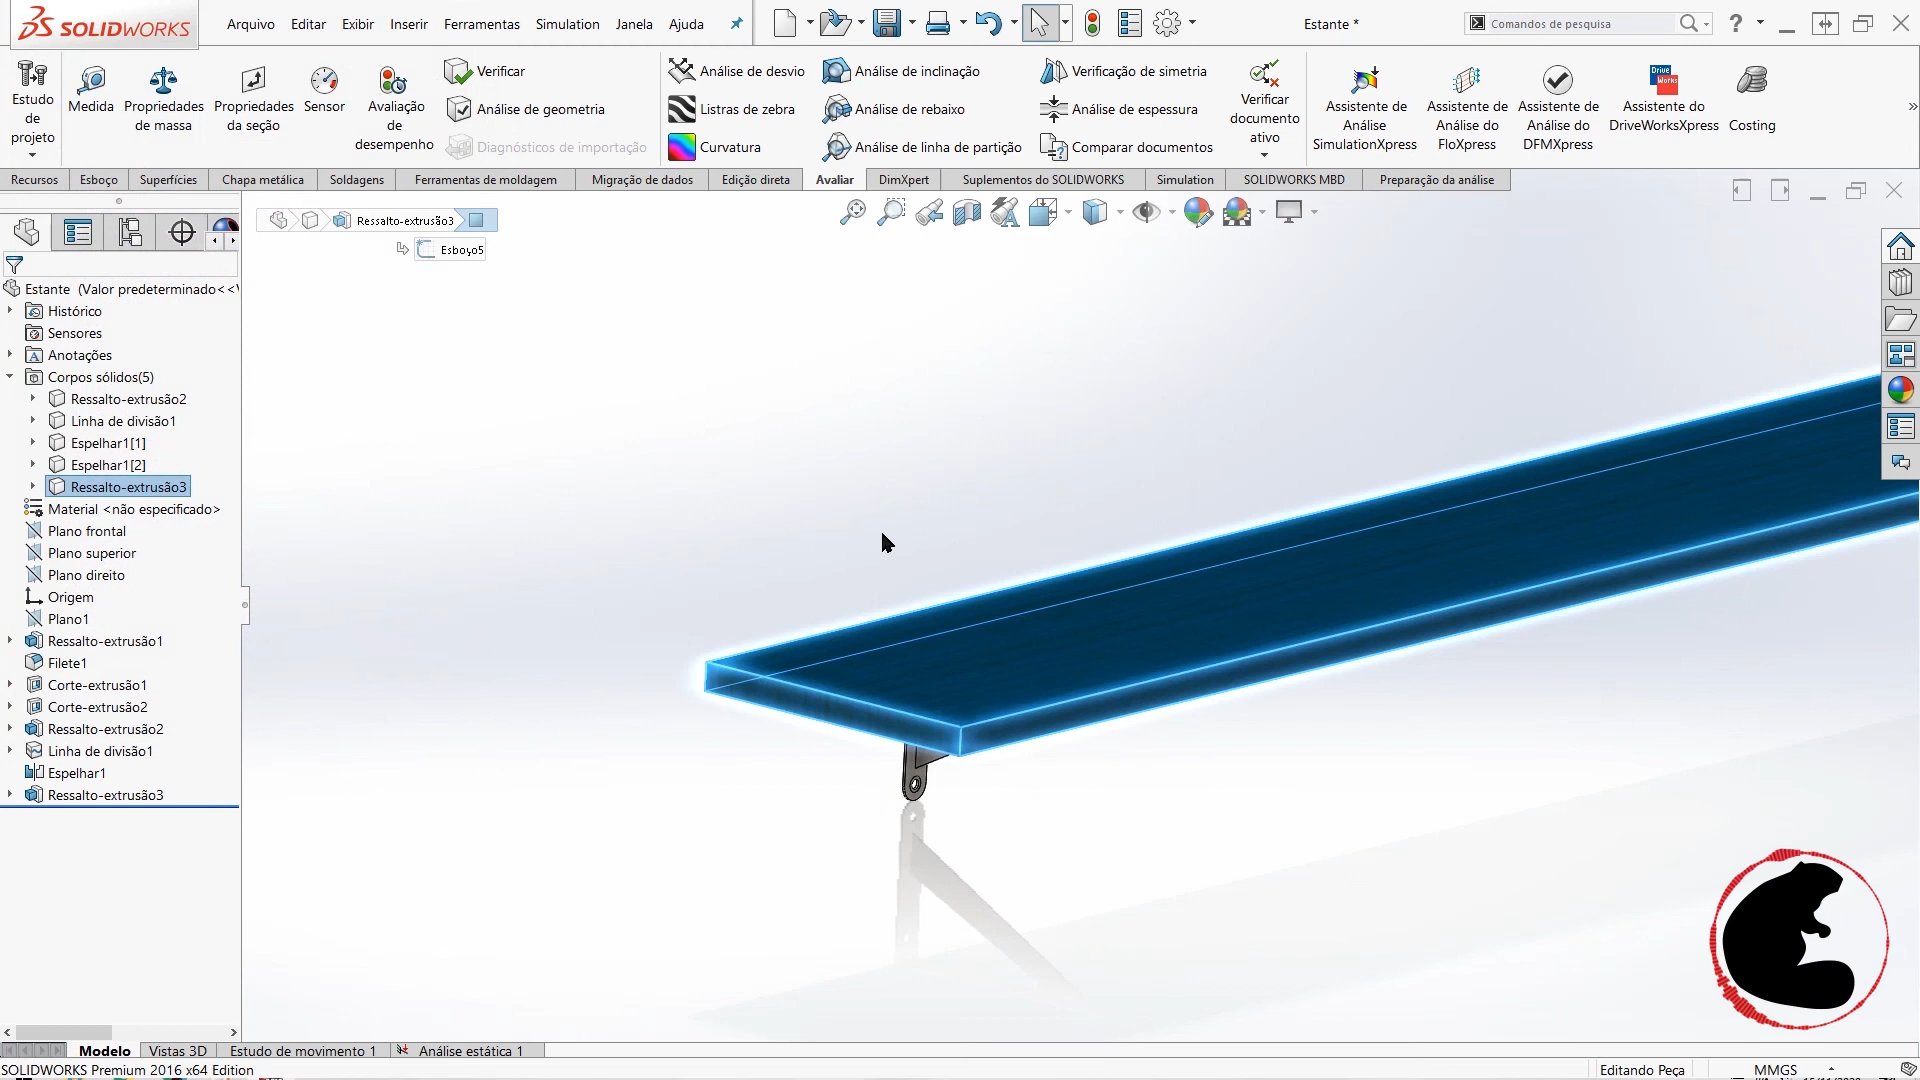 SOLIDWORKS
Arquivo Editar Exibir Inserir Ferramentas Simulation Janela Ajuda
Estante *
Comandos de pesquisa
?
Estudo de projeto
Medida
Propriedades de massa
Propriedades da seção
Sensor
Avaliação de desempenho
Verificar
Análise de geometria
Diagnósticos de importação
Análise de desvio
Listras de zebra
Curvatura
Análise de inclinação
Análise de rebaixo
Análise de linha de partição
Verificação de simetria
Análise de espessura
Comparar documentos
Verificar documento ativo
Assistente de Análise SimulationXpress
Assistente de Análise do FloXpress
Assistente de Análise do DFMXpress
Drive Works
Assistente do DriveWorksXpress
Costing
Recursos Esboço Superfícies Chapa metálica Soldagens Ferramentas de moldagem Migração de dados Edição direta Avaliar DimXpert Suplementos do SOLIDWORKS Simulation SOLIDWORKS MBD Preparação da análise
Ressalto-extrusão3
Esboço5
Estante (Valor predeterminado<<
Histórico
Sensores
Anotações
Corpos sólidos(5)
Ressalto-extrusão2
Linha de divisão1
Espelhar1[1]
Espelhar1[2]
Ressalto-extrusão3
Material <não especificado>
Plano frontal
Plano superior
Plano direito
Origem
Plano1
Ressalto-extrusão1
Filete1
Corte-extrusão1
Corte-extrusão2
Ressalto-extrusão2
Linha de divisão1
Espelhar1
Ressalto-extrusão3
Modelo Vistas 3D Estudo de movimento 1 Análise estática 1
SOLIDWORKS Premium 2016 x64 Edition
Editando Peça
MMGS